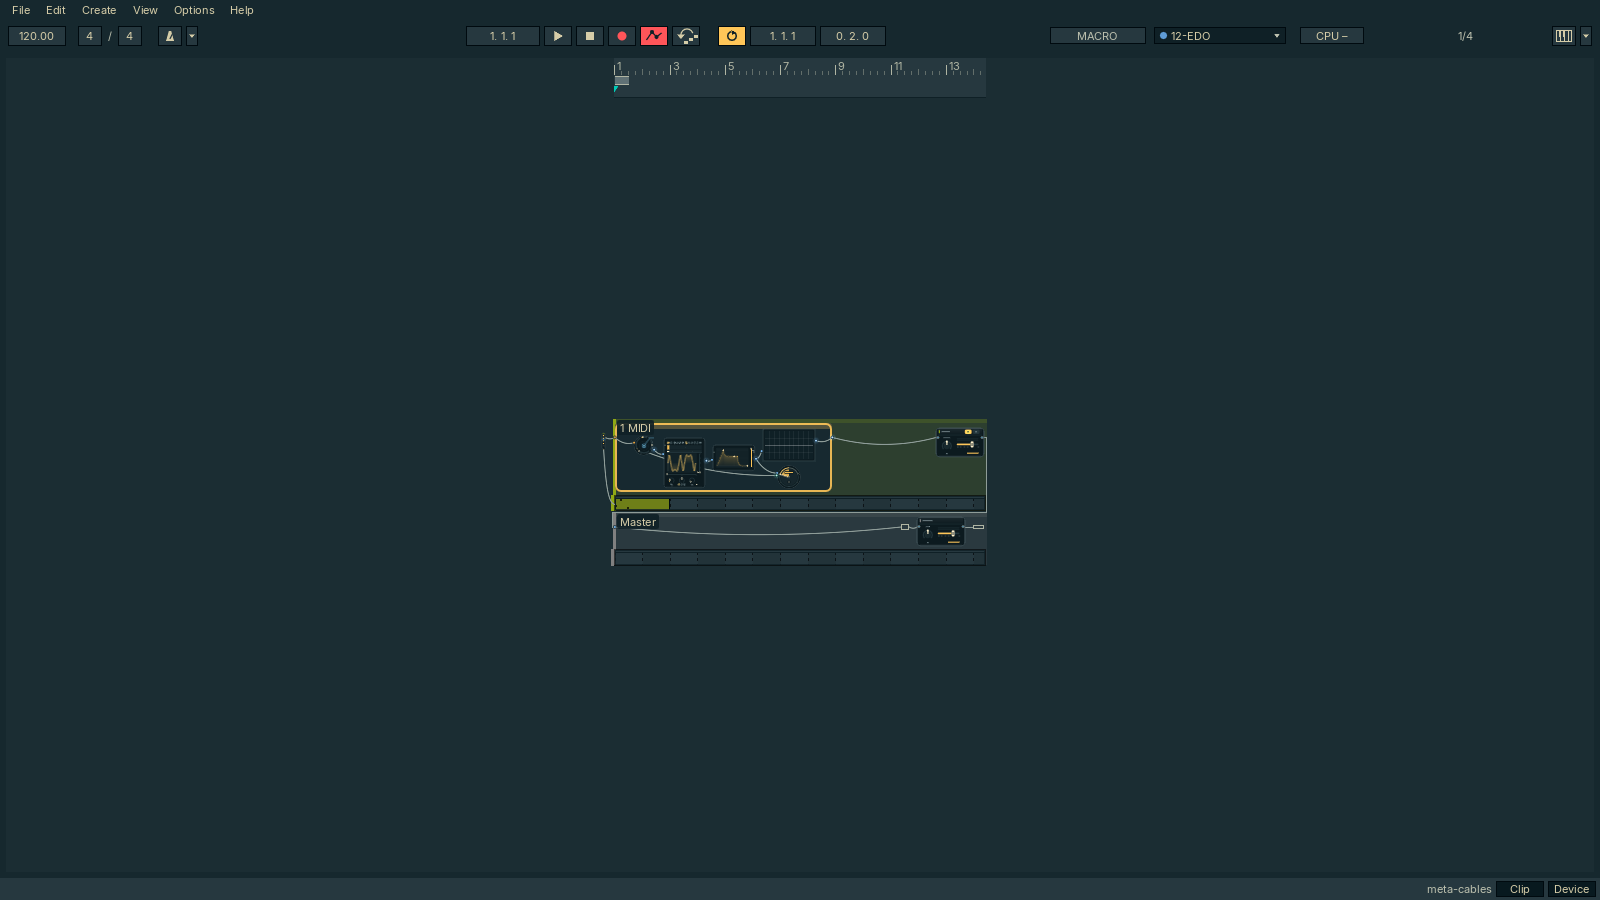 File Edit Create View Options Help
120.00 4 / 4 1. 1. 1 1. 1. 1 0. 2. 0 MACRO 12-EDO CPU – 1/4
1 3 5 7 9 11 13
1 MIDI
Master
meta-cables Clip Device